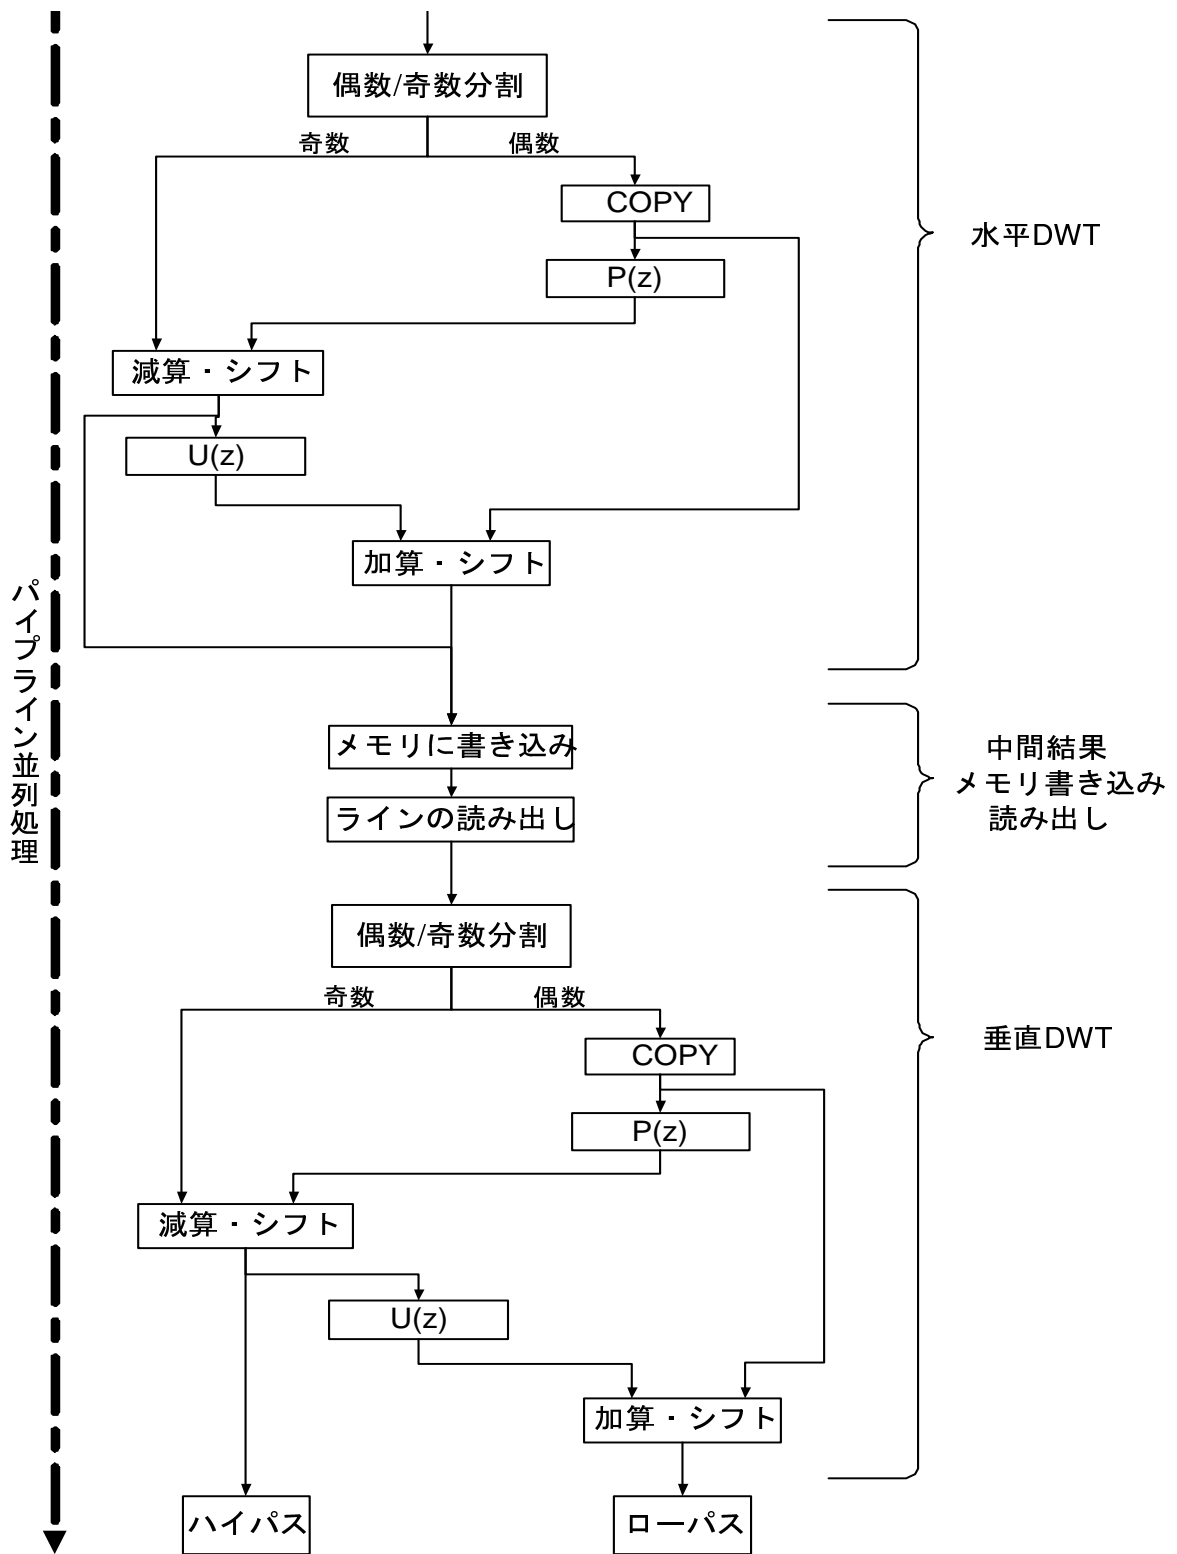 偶数/奇数分割
奇数
偶数
COPY
P(z)
減算・シフト
U(z)
加算・シフト
水平DWT
パイプライン並列処理
メモリに書き込み
ラインの読み出し
中間結果
メモリ書き込み
読み出し
偶数/奇数分割
奇数
偶数
COPY
P(z)
減算・シフト
U(z)
加算・シフト
垂直DWT
ハイパス
ローパス